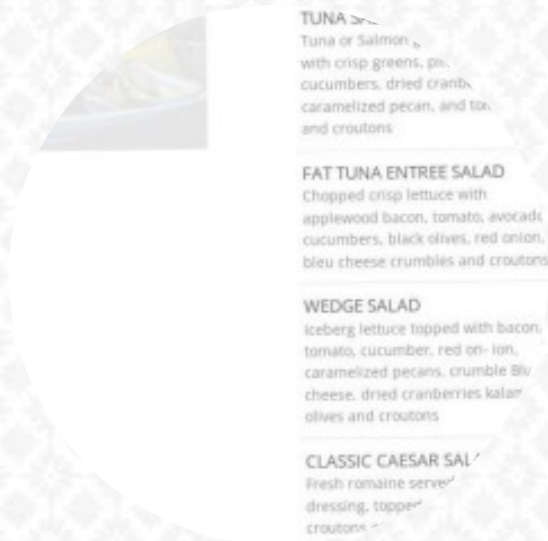 TUNA
Tuna or Salmon
with crisp greens,
cucumbers, dried
caramelized pecan, and
and croutons
FAT TUNA ENTREE SALAD
Chopped crisp lettuce with
applewood bacon, tomato,
cucumbers, black olives, red onion,
bleu cheese crumbles and croutons
WEDGE SALAD
Iceberg lettuce topped with bacon,
tomato, cucumber, red on- ion,
caramelized pecans, crumble
cheese, dried cranberries
olives and croutons
CLASSIC CAESAR
Fresh romaine
dressing,
croutons